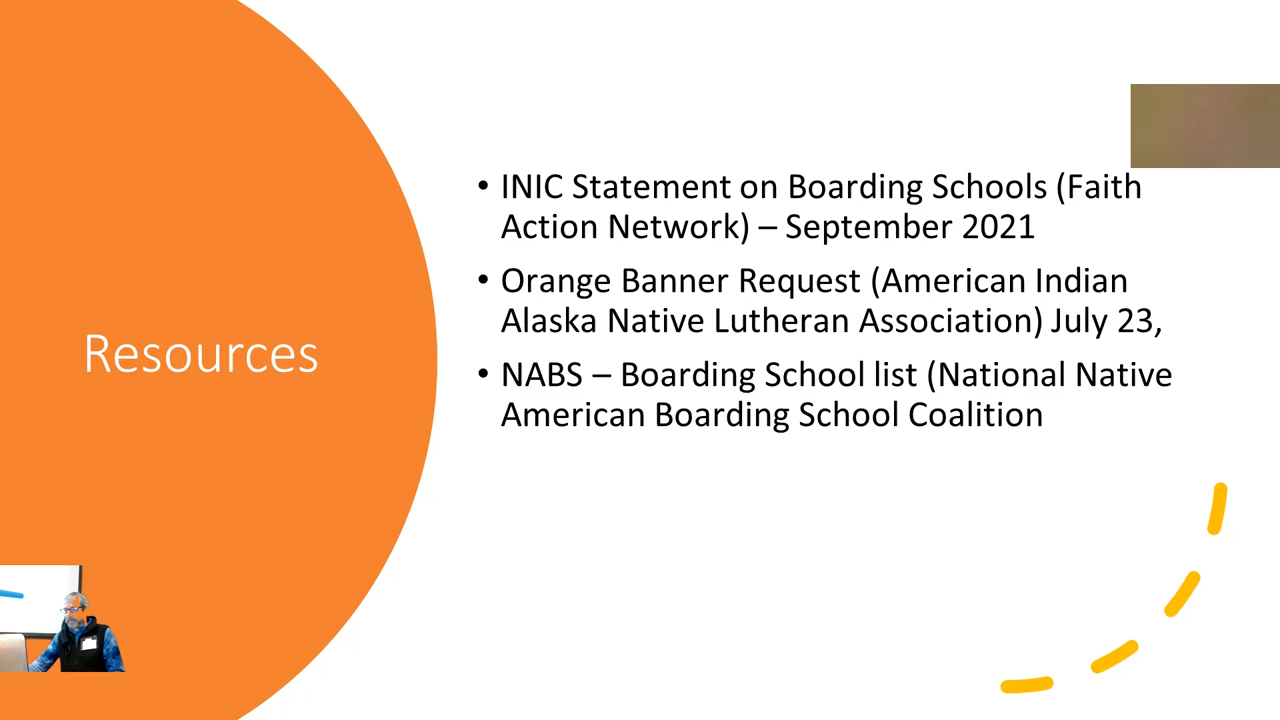 Resources
• INIC Statement on Boarding Schools (Faith
Action Network) – September 2021
• Orange Banner Request (American Indian
Alaska Native Lutheran Association) July 23,
• NABS – Boarding School list (National Native
American Boarding School Coalition